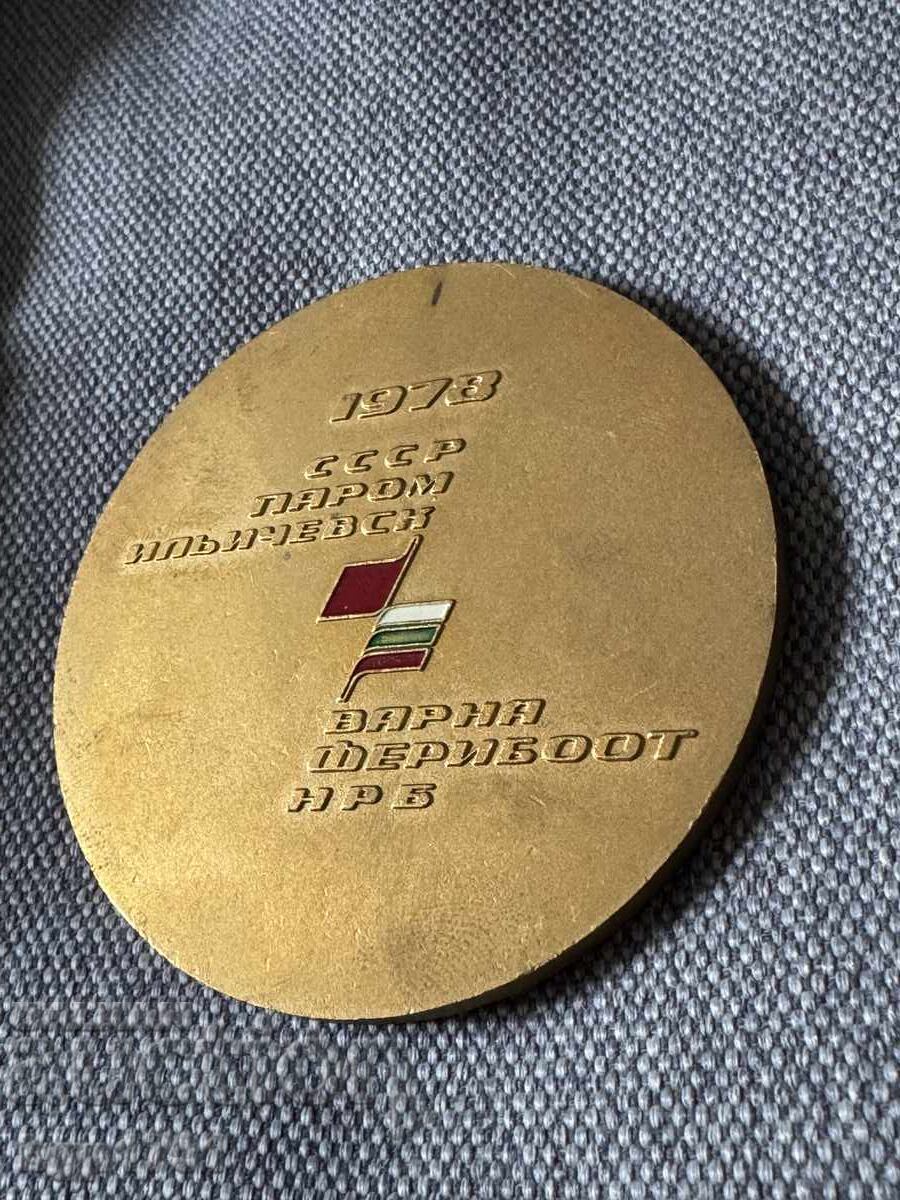 1978
СССР
ПАРОМ
ИЛЬИЧЕВСК
ВАРНА
ФЕРИБООТ
НРБ